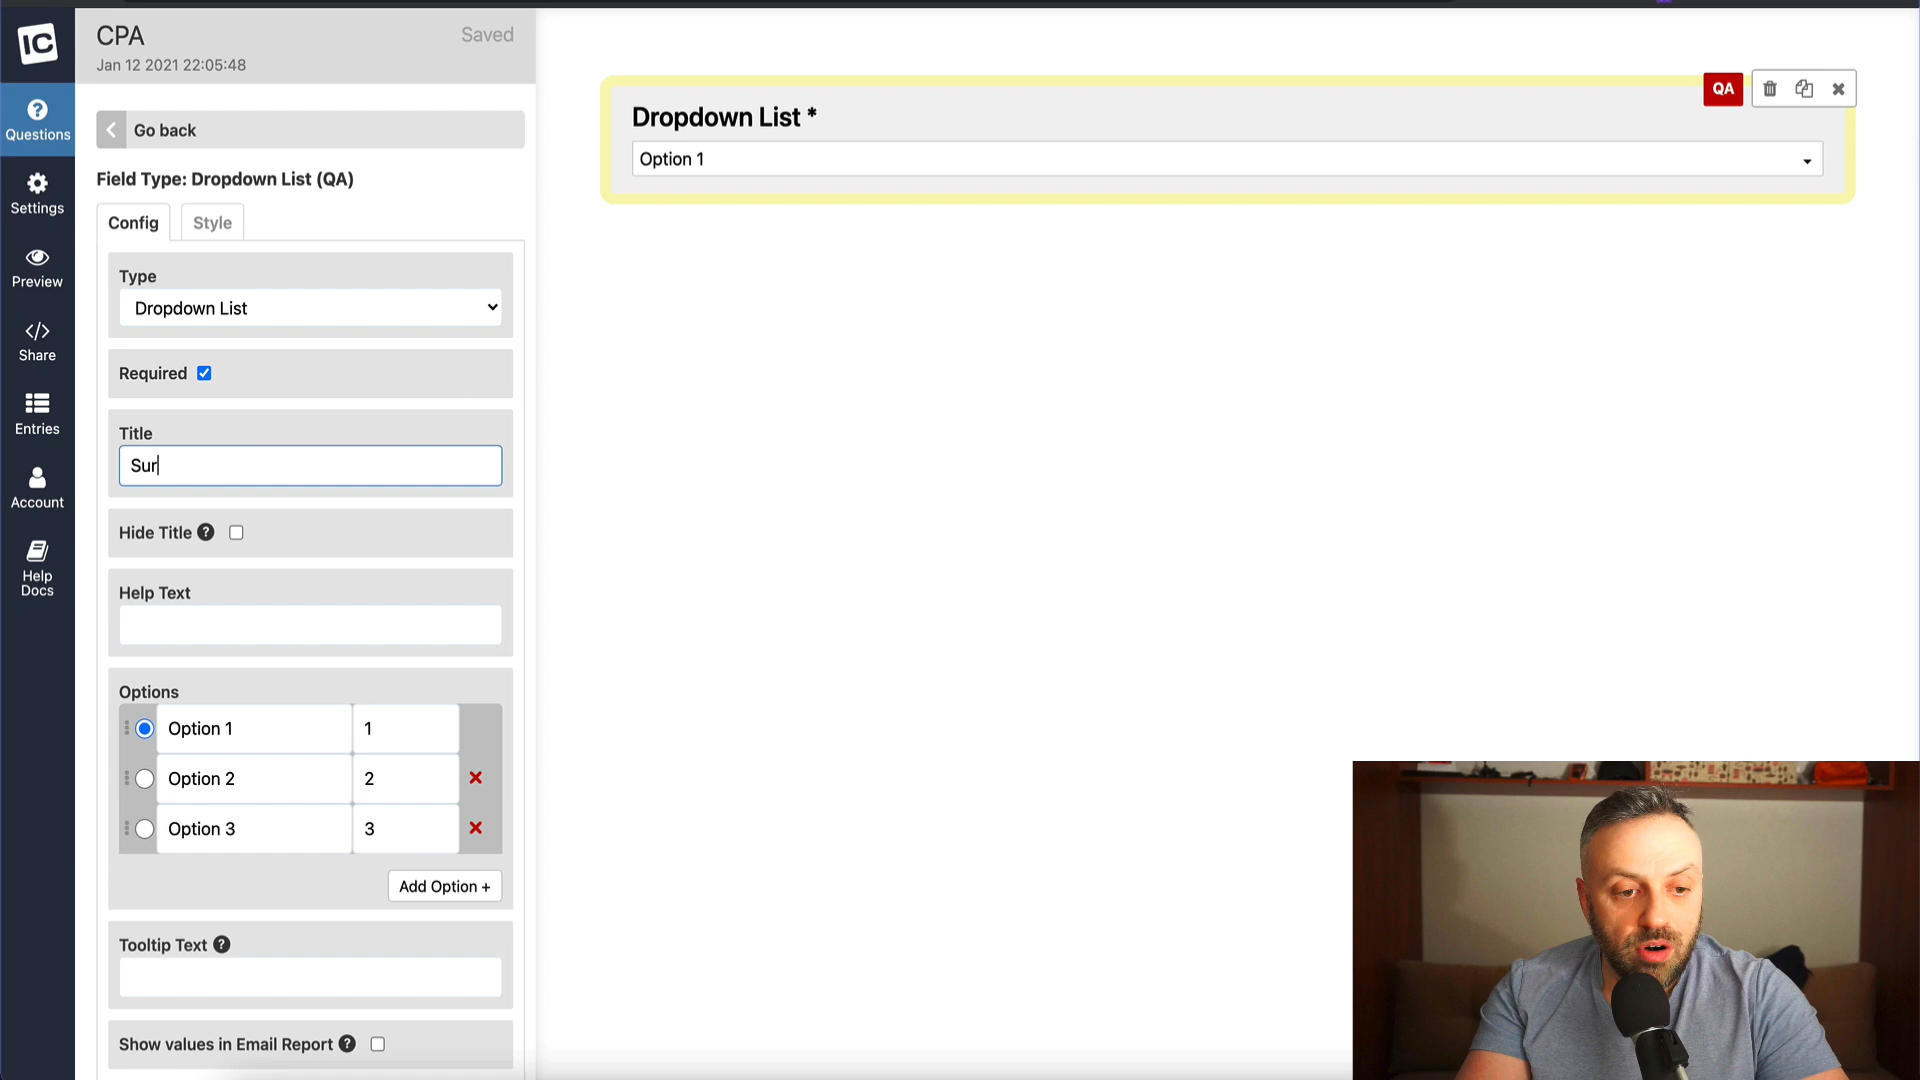 IC
CPA
Saved
Jan 12 2021 22:05:48
Questions
Settings
Preview
Share
Entries
Account
Help
Docs
Go back
Field Type: Dropdown List (QA)
Config
Style
Type
Dropdown List
Required
Title
Sur
Hide Title ?
Help Text
Options
Option 1
1
Option 2
2
Option 3
3
Add Option +
Tooltip Text ?
Show values in Email Report ?
QA
Dropdown List *
Option 1